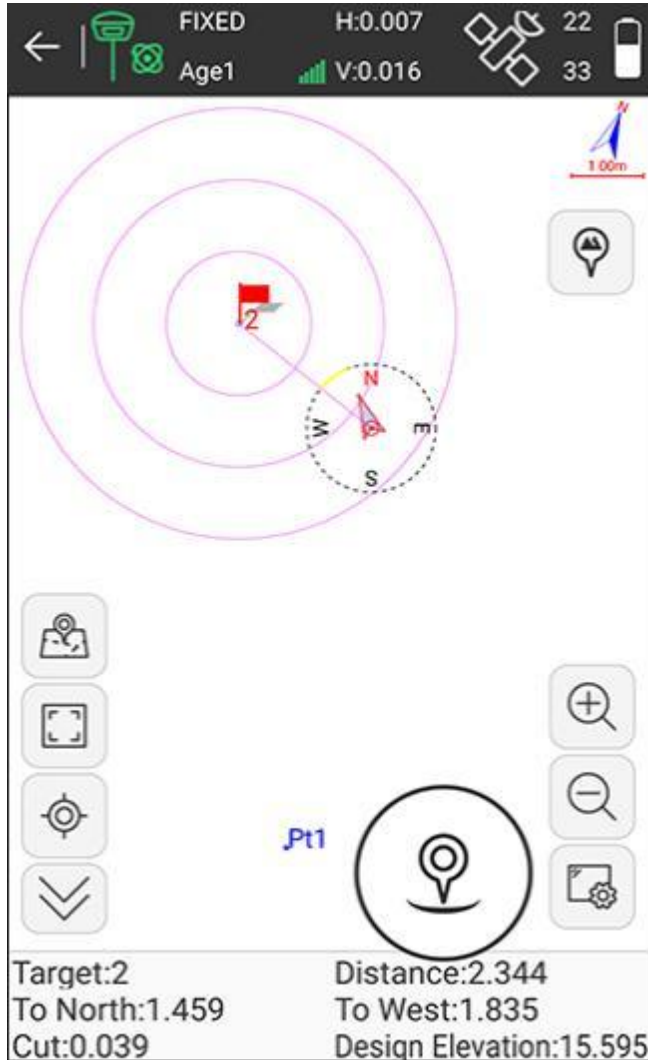 FIXED H:0.007 22
Age1 V:0.016 33
N
1.00m
2
N
W E
S
Pt1
Target:2 Distance:2.344
To North:1.459 To West:1.835
Cut:0.039 Design Elevation:15.595